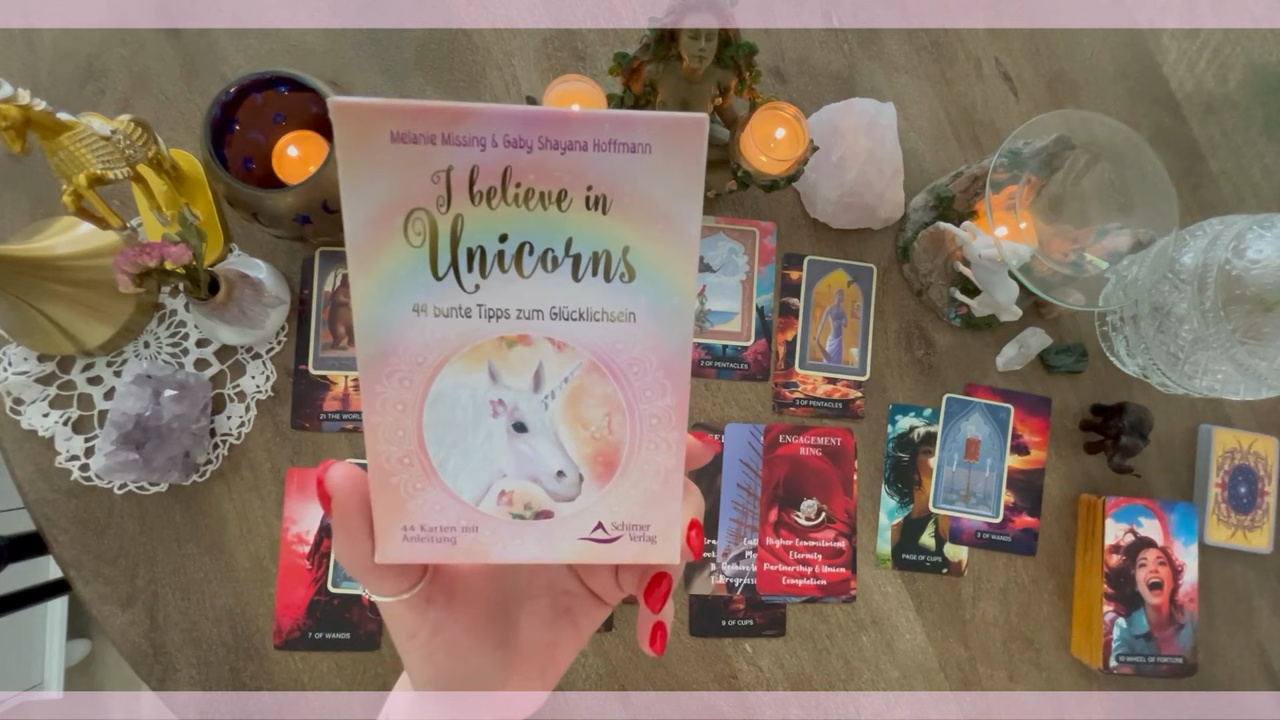 Melanie Missing & Gaby Shayana Hoffmann
I believe in
Unicorns
44 bunte Tipps zum Glücklichsein
44 Karten mit
Anleitung
Schirner
Verlag
21 THE WORL
2 OF PENTACLES
3 OF PENTACLES
ENGAGEMENT
RING
Higher Commitment
Eternity
Partnership & Union
Completion
PAGE OF CUPS
3 OF WANDS
7 OF WANDS
9 OF CUPS
10 WHEEL OF FORTUNE